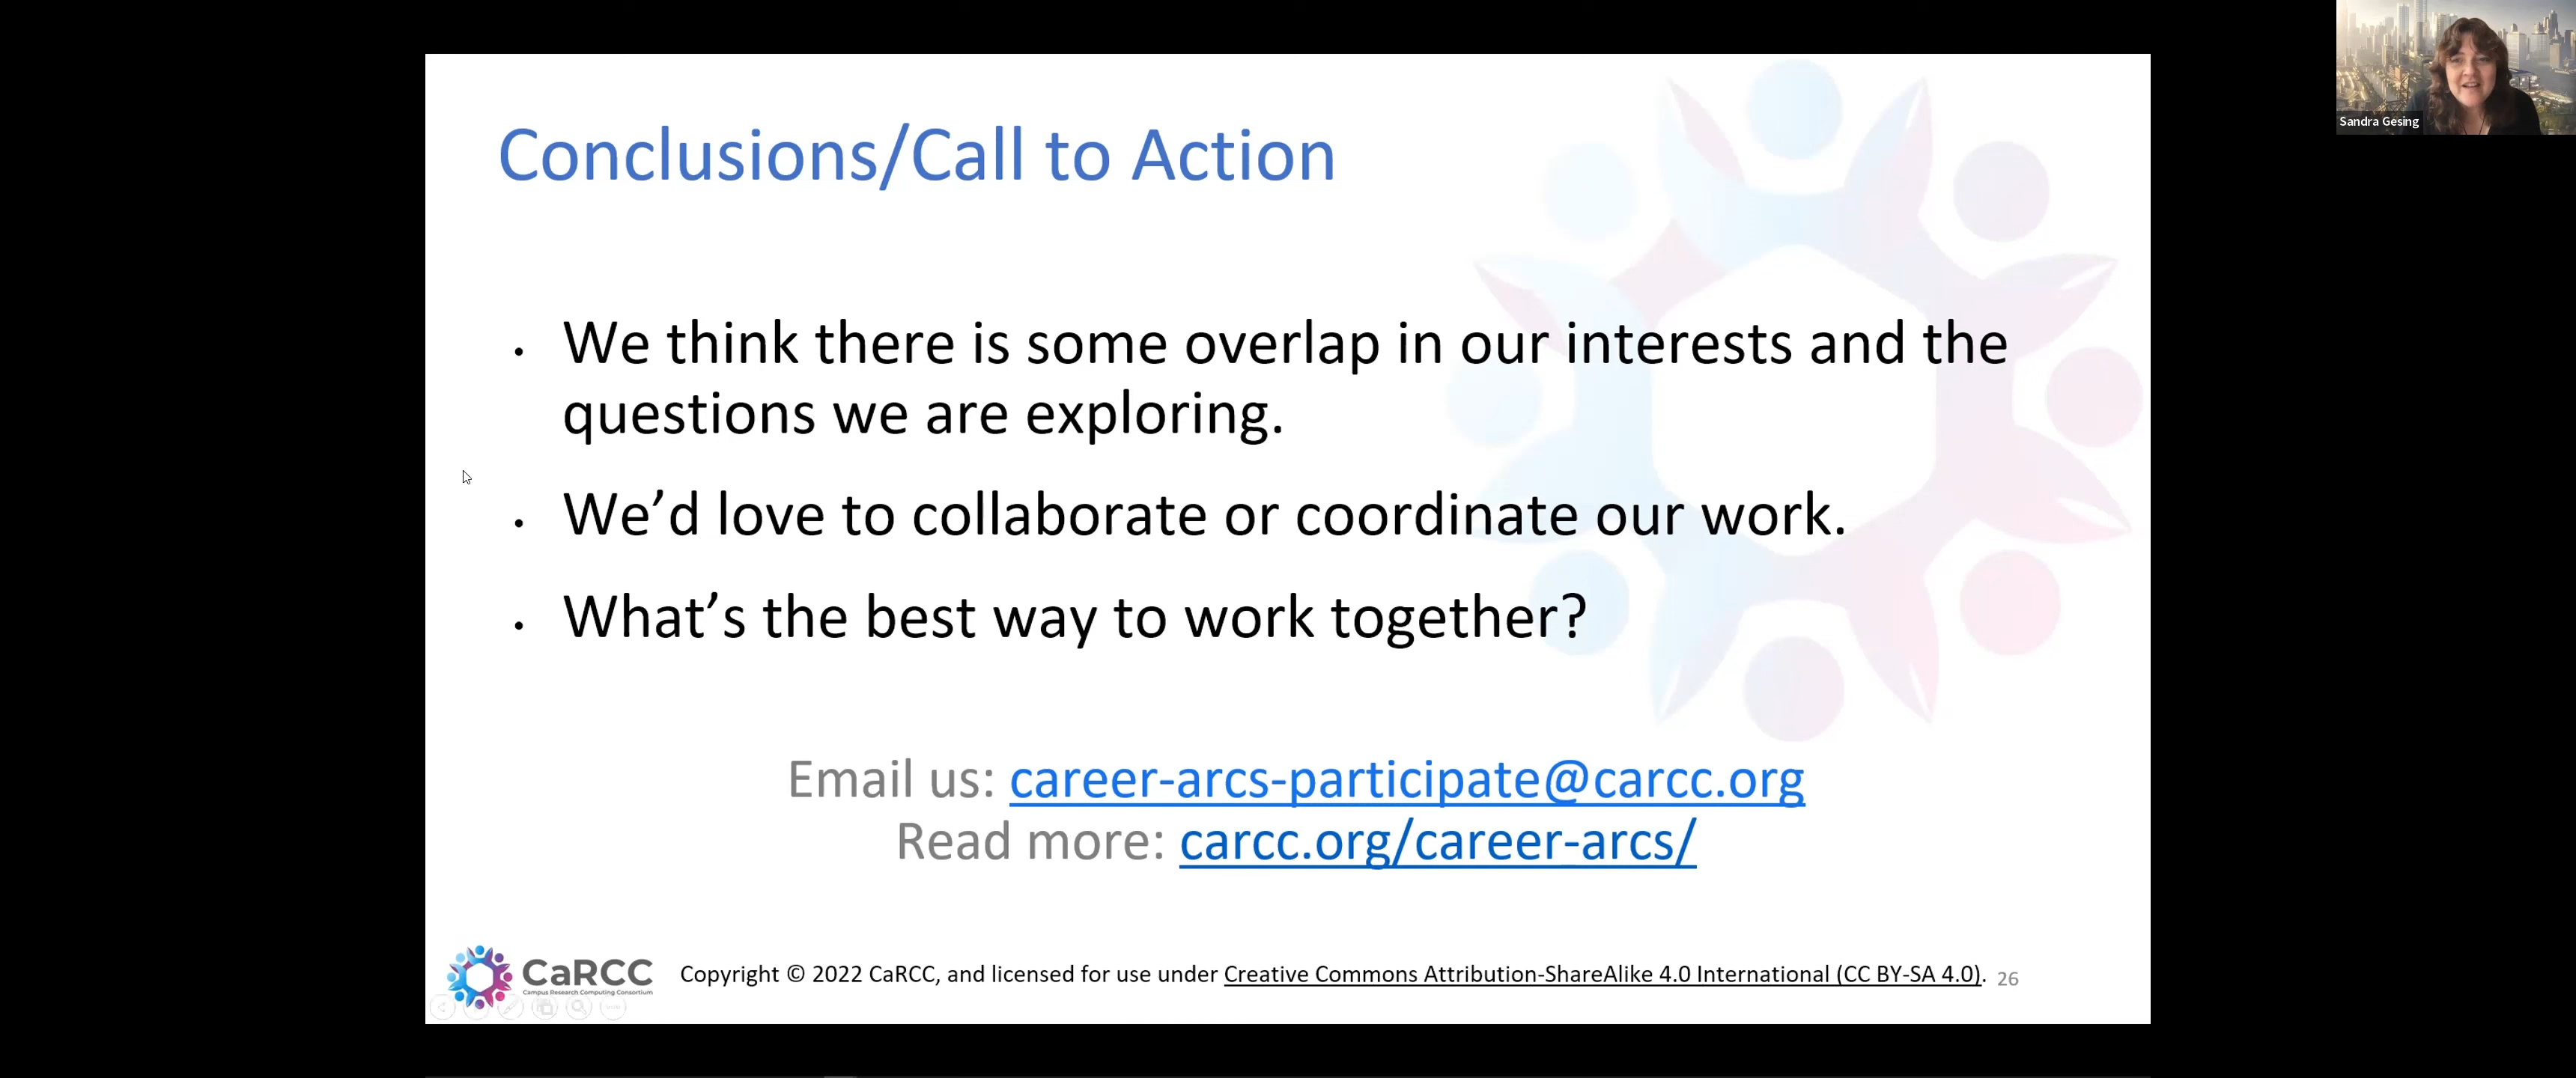 Sandra Gesing
Conclusions/Call to Action
• We think there is some overlap in our interests and the
questions we are exploring.
• We’d love to collaborate or coordinate our work.
• What’s the best way to work together?
Email us: career-arcs-participate@carcc.org
Read more: carcc.org/career-arcs/
CaRCC
Campus Research Computing Consortium
Copyright © 2022 CaRCC, and licensed for use under Creative Commons Attribution-ShareAlike 4.0 International (CC BY-SA 4.0). 26